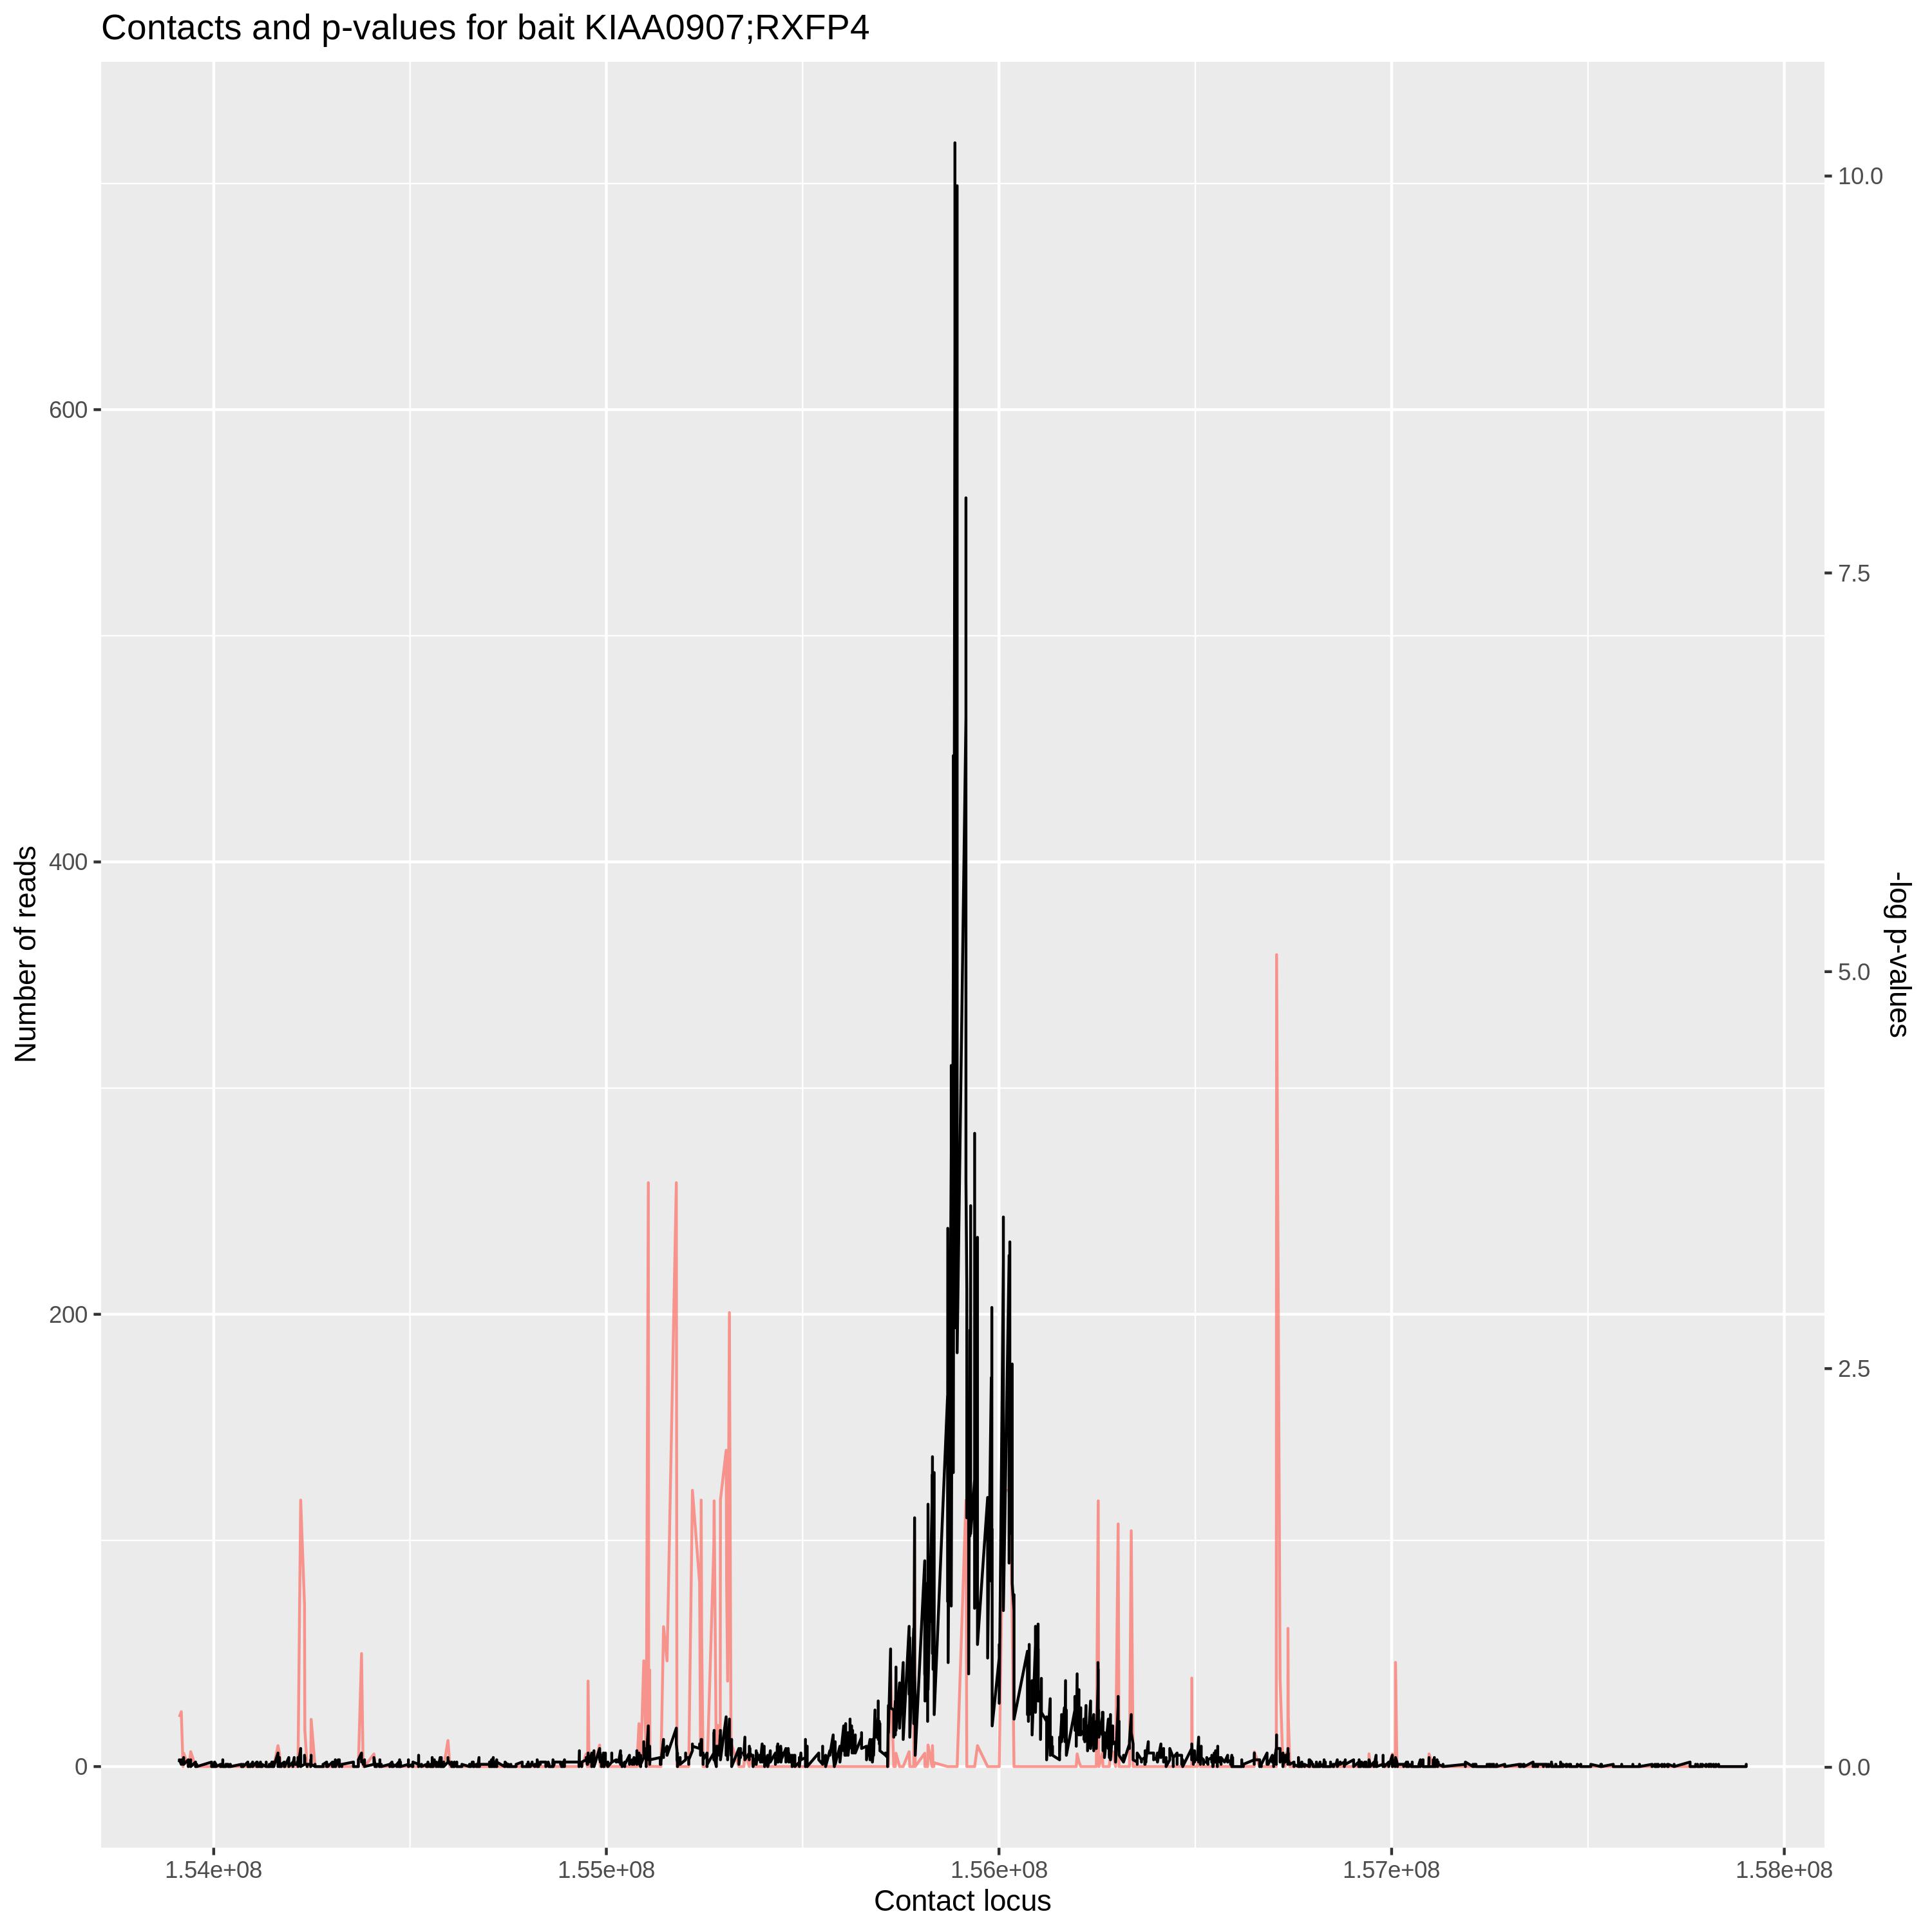 Contacts and p-values for bait KIAA0907;RXFP4
Number of reads
600
400
200
0
10.0
7.5
5.0
2.5
0.0
-log p-values
1.54e+08
1.55e+08
1.56e+08
1.57e+08
1.58e+08
Contact locus